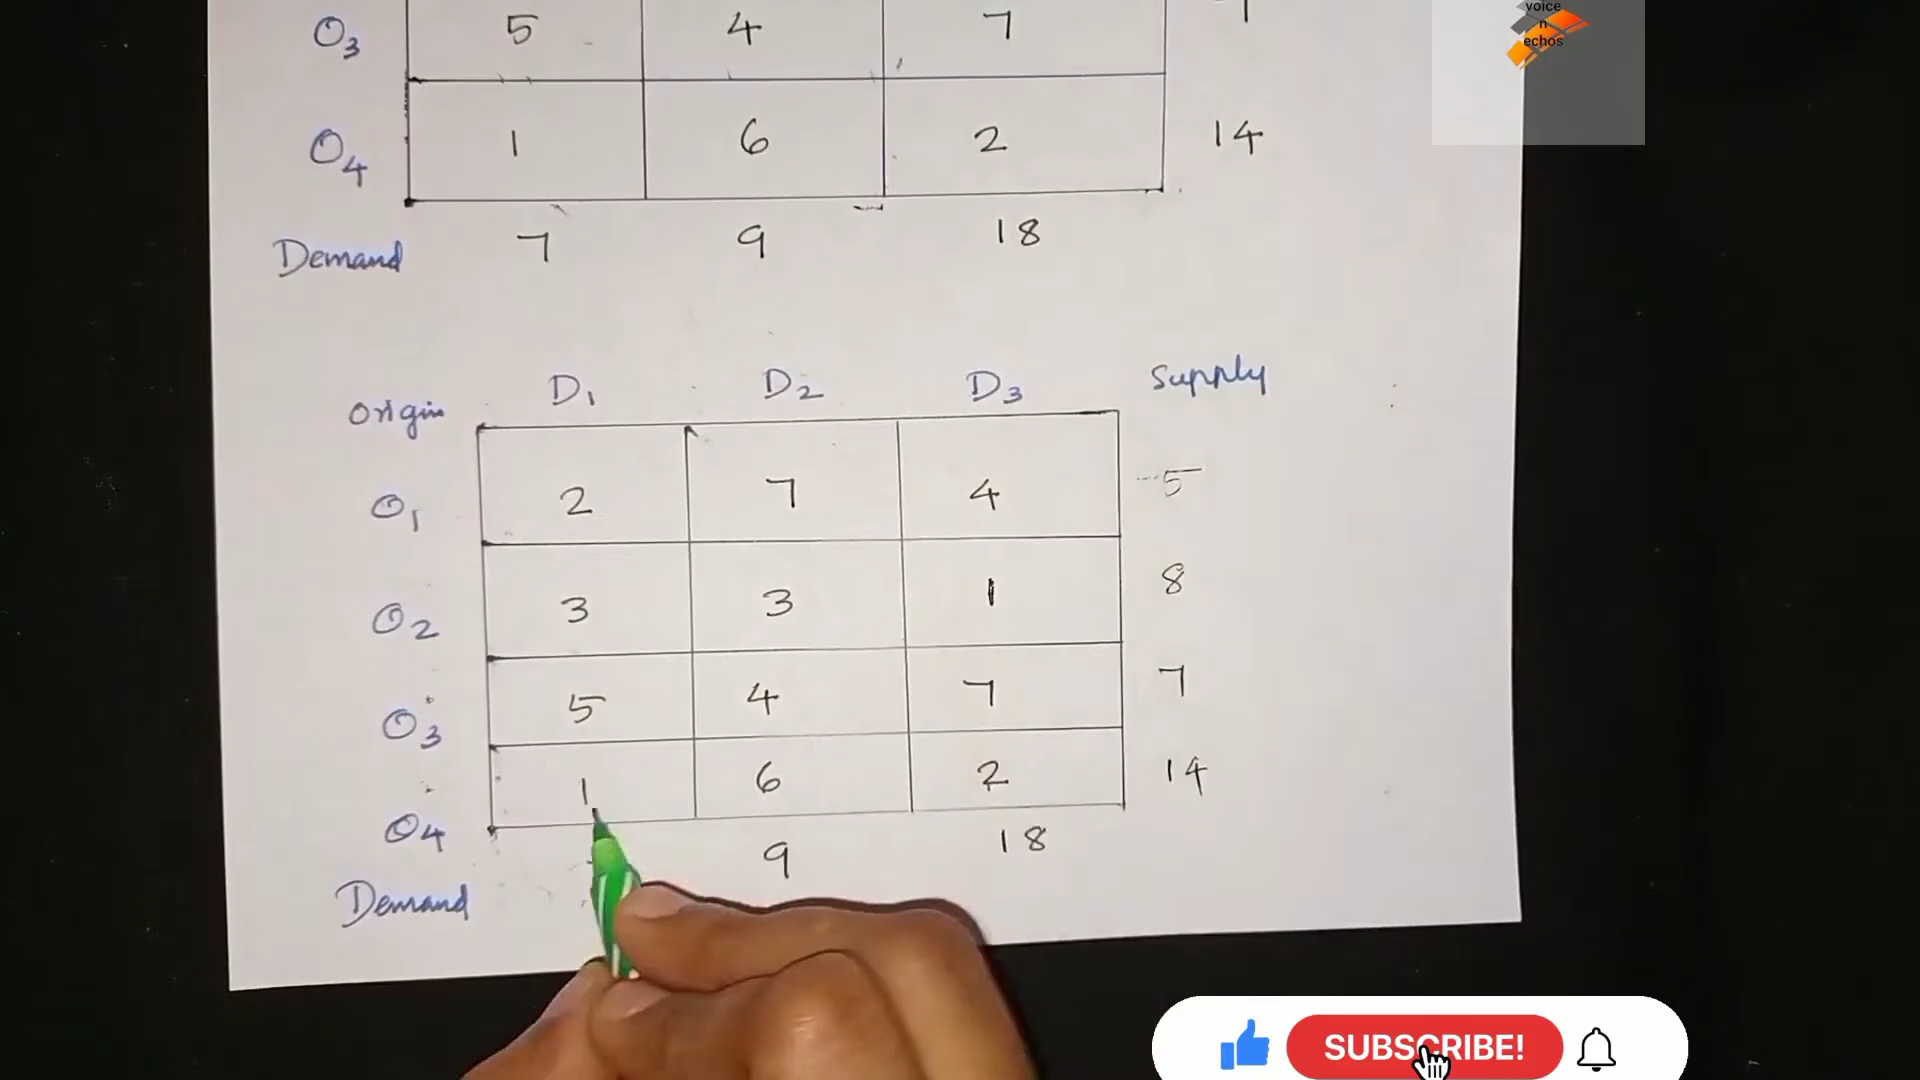 voice
n
echos
O3 5 4 7
O4 1 6 2 14
Demand 7 9 18
Origin D1 D2 D3 Supply
O1 2 7 4 5
O2 3 3 1 8
O3 5 4 7 7
O4 1 6 2 14
Demand 9 18
SUBSCRIBE!